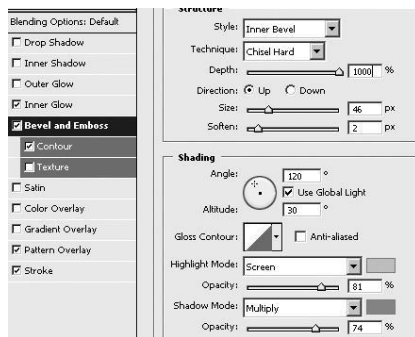 Blending Options: Default
Drop Shadow
Inner Shadow
Outer Glow
Inner Glow
Bevel and Emboss
Contour
Texture
Satin
Color Overlay
Gradient Overlay
Pattern Overlay
Stroke
Structure
Style: Inner Bevel
Technique: Chisel Hard
Depth: 1000 %
Direction: Up Down
Size: 46 px
Soften: 2 px
Shading
Angle: 120 °
Use Global Light
Altitude: 30 °
Gloss Contour: Anti-aliased
Highlight Mode: Screen
Opacity: 81 %
Shadow Mode: Multiply
Opacity: 74 %